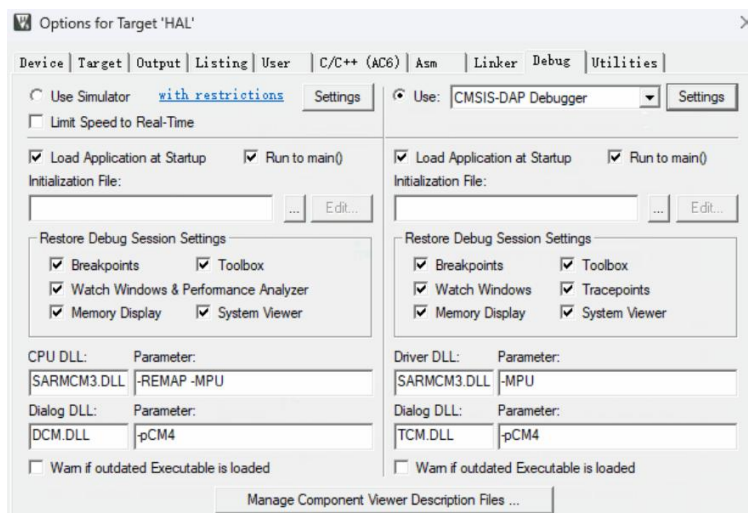 Options for Target 'HAL'
Device Target Output Listing User C/C++ (AC6) Asm Linker Debug Utilities
Use Simulator with restrictions Settings
Limit Speed to Real-Time
Load Application at Startup Run to main()
Initialization File:
... Edit...
Restore Debug Session Settings
Breakpoints Toolbox
Watch Windows & Performance Analyzer
Memory Display System Viewer
CPU DLL: Parameter:
SARMCM3.DLL -REMAP -MPU
Dialog DLL: Parameter:
DCM.DLL -pCM4
Warn if outdated Executable is loaded
Use: CMSIS-DAP Debugger Settings
Load Application at Startup Run to main()
Initialization File:
... Edit...
Restore Debug Session Settings
Breakpoints Toolbox
Watch Windows Tracepoints
Memory Display System Viewer
Driver DLL: Parameter:
SARMCM3.DLL -MPU
Dialog DLL: Parameter:
TCM.DLL -pCM4
Warn if outdated Executable is loaded
Manage Component Viewer Description Files ...